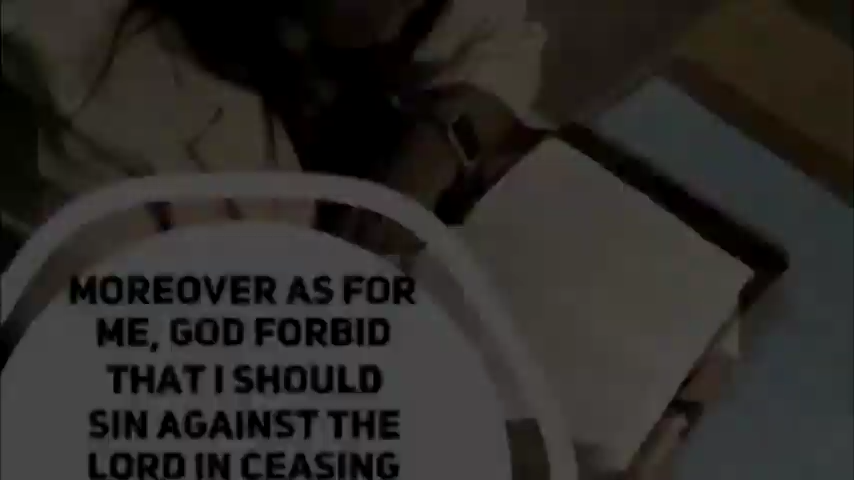 MOREOVER AS FOR
ME, GOD FORBID
THAT I SHOULD
SIN AGAINST THE
LORD IN CEASING